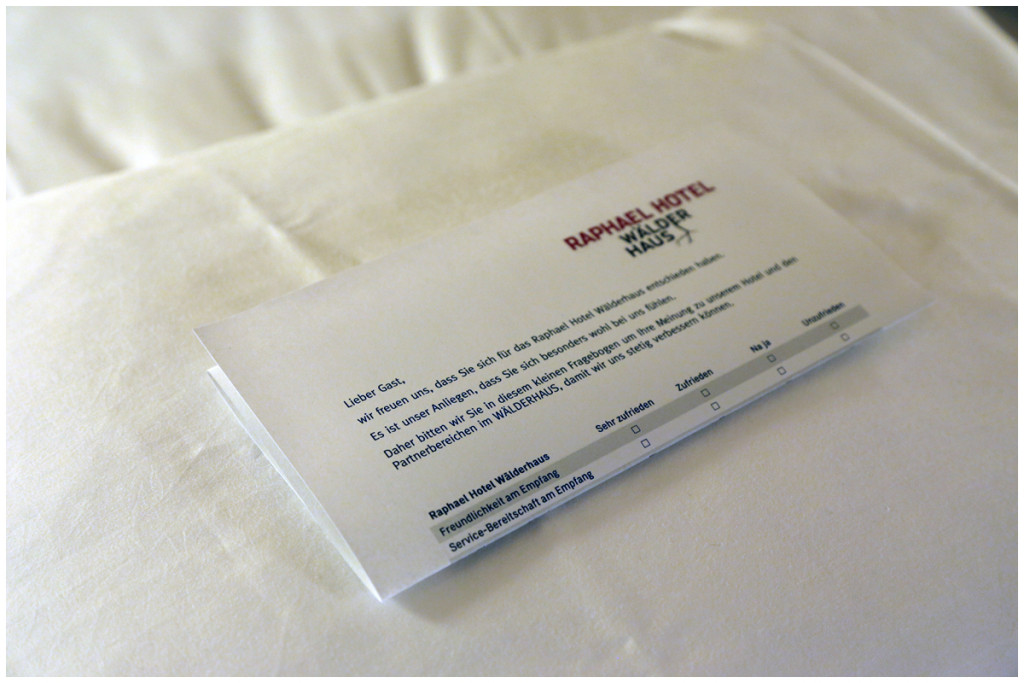 RAPHAEL HOTEL
WÄLDER
HAUS
Lieber Gast,
wir freuen uns, dass Sie sich für das Raphael Hotel Wälderhaus entschieden haben.
Es ist unser Anliegen, dass Sie sich besonders wohl bei uns fühlen.
Daher bitten wir Sie in diesem kleinen Fragebogen um Ihre Meinung zu unserem Hotel und den
Partnerbereichen im WÄLDERHAUS, damit wir uns stetig verbessern können.
Raphael Hotel Wälderhaus Sehr zufrieden Zufrieden Na ja Unzufrieden
Freundlichkeit am Empfang
Service-Bereitschaft am Empfang